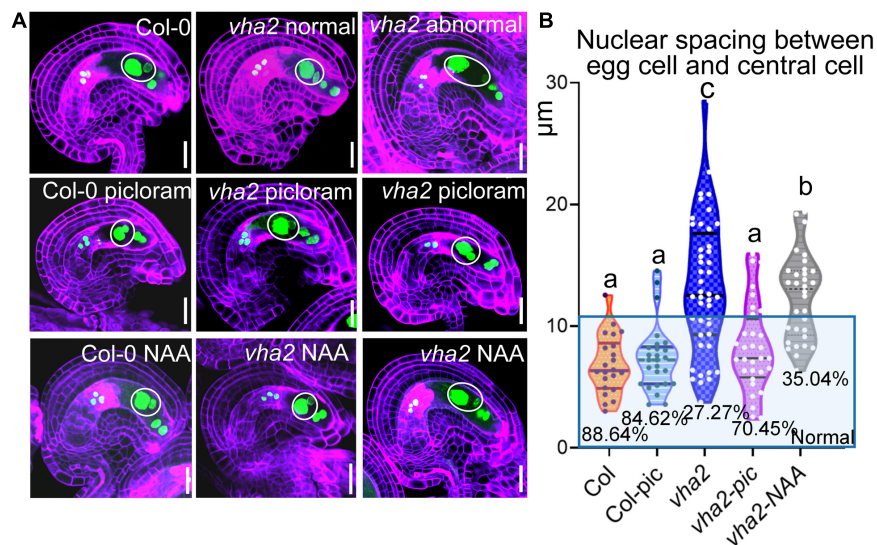 A
Col-0
vha2 normal
vha2 abnormal
Col-0 picloram
vha2 picloram
vha2 picloram
Col-0 NAA
vha2 NAA
vha2 NAA
B
Nuclear spacing between
egg cell and central cell
µm
30
20
10
0
a
a
c
a
b
88.64%
84.62%
27.27%
70.45%
35.04%
Normal
Col
Col-pic
vha2
vha2-pic
vha2-NAA